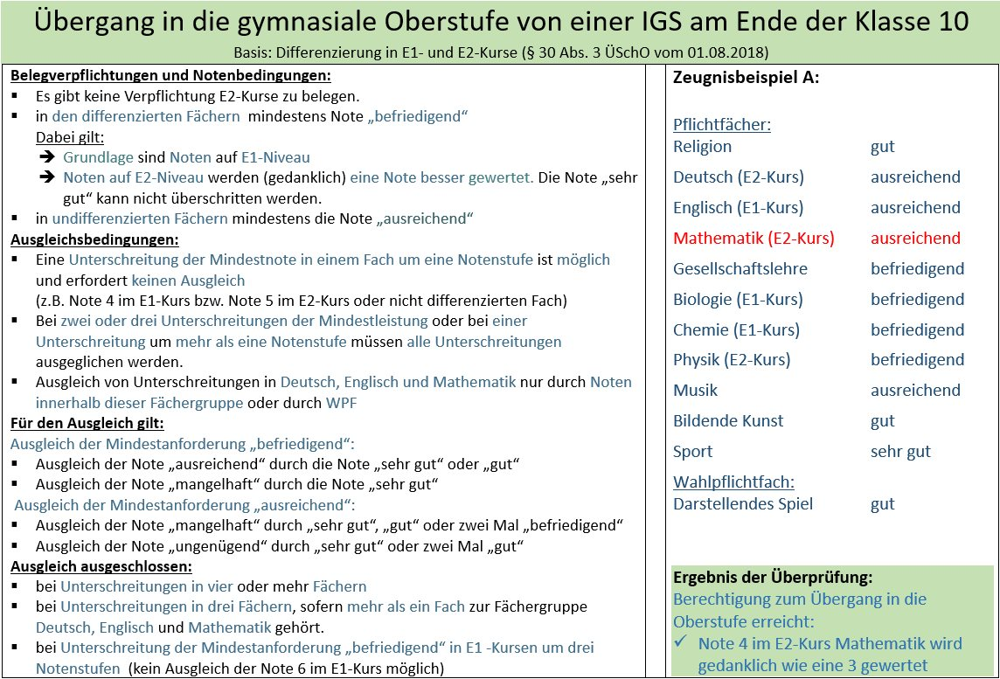 Übergang in die gymnasiale Oberstufe von einer IGS am Ende der Klasse 10
Basis: Differenzierung in E1- und E2-Kurse (§ 30 Abs. 3 ÜSchO vom 01.08.2018)
Belegverpflichtungen und Notenbedingungen:
▪ Es gibt keine Verpflichtung E2-Kurse zu belegen.
▪ in den differenzierten Fächern mindestens Note „befriedigend“
Dabei gilt:
➔ Grundlage sind Noten auf E1-Niveau
➔ Noten auf E2-Niveau werden (gedanklich) eine Note besser gewertet. Die Note „sehr
gut“ kann nicht überschritten werden.
▪ in undifferenzierten Fächern mindestens die Note „ausreichend“
Ausgleichsbedingungen:
▪ Eine Unterschreitung der Mindestnote in einem Fach um eine Notenstufe ist möglich
und erfordert keinen Ausgleich
(z.B. Note 4 im E1-Kurs bzw. Note 5 im E2-Kurs oder nicht differenzierten Fach)
▪ Bei zwei oder drei Unterschreitungen der Mindestleistung oder bei einer
Unterschreitung um mehr als eine Notenstufe müssen alle Unterschreitungen
ausgeglichen werden.
▪ Ausgleich von Unterschreitungen in Deutsch, Englisch und Mathematik nur durch Noten
innerhalb dieser Fächergruppe oder durch WPF
Für den Ausgleich gilt:
Ausgleich der Mindestanforderung „befriedigend“:
▪ Ausgleich der Note „ausreichend“ durch die Note „sehr gut“ oder „gut“
▪ Ausgleich der Note „mangelhaft“ durch die Note „sehr gut“
Ausgleich der Mindestanforderung „ausreichend“:
▪ Ausgleich der Note „mangelhaft“ durch „sehr gut“, „gut“ oder zwei Mal „befriedigend“
▪ Ausgleich der Note „ungenügend“ durch „sehr gut“ oder zwei Mal „gut“
Ausgleich ausgeschlossen:
▪ bei Unterschreitungen in vier oder mehr Fächern
▪ bei Unterschreitungen in drei Fächern, sofern mehr als ein Fach zur Fächergruppe
Deutsch, Englisch und Mathematik gehört.
▪ bei Unterschreitung der Mindestanforderung „befriedigend“ in E1 -Kursen um drei
Notenstufen (kein Ausgleich der Note 6 im E1-Kurs möglich)
Zeugnisbeispiel A:
Pflichtfächer:
Religion gut
Deutsch (E2-Kurs) ausreichend
Englisch (E1-Kurs) ausreichend
Mathematik (E2-Kurs) ausreichend
Gesellschaftslehre befriedigend
Biologie (E1-Kurs) befriedigend
Chemie (E1-Kurs) befriedigend
Physik (E2-Kurs) befriedigend
Musik ausreichend
Bildende Kunst gut
Sport sehr gut
Wahlpflichtfach:
Darstellendes Spiel gut
Ergebnis der Überprüfung:
Berechtigung zum Übergang in die
Oberstufe erreicht:
✓ Note 4 im E2-Kurs Mathematik wird
gedanklich wie eine 3 gewertet